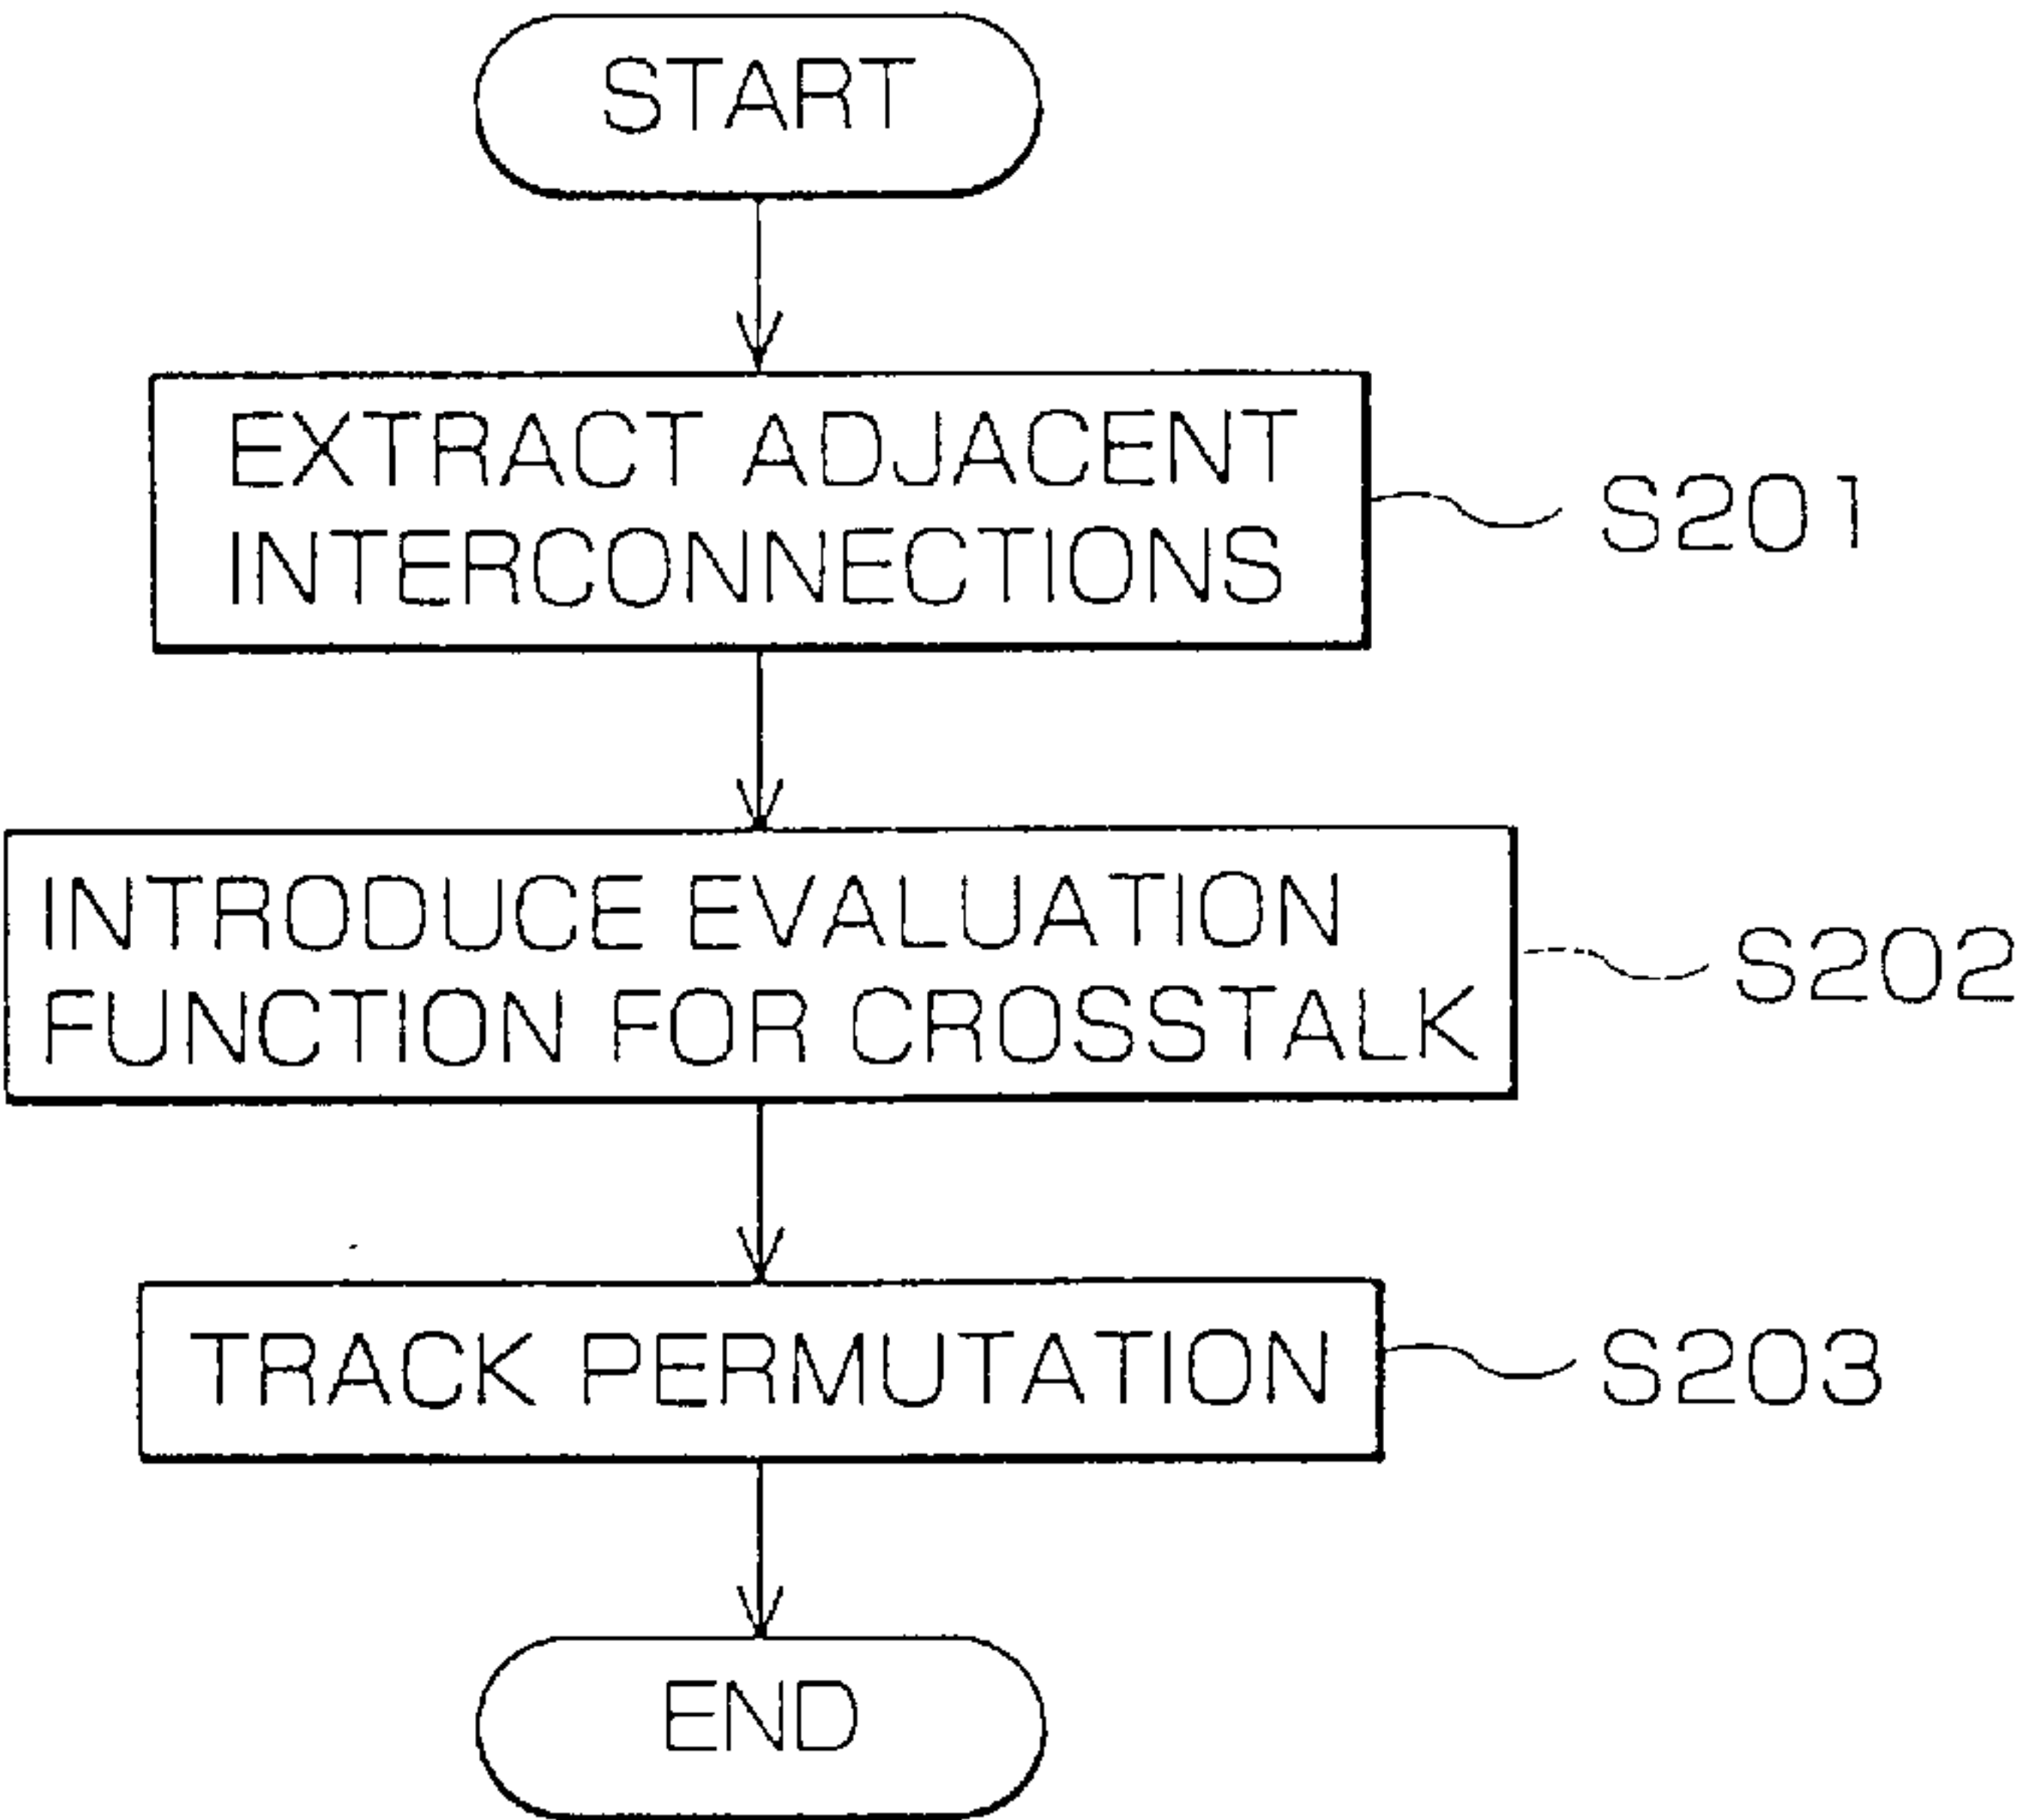 START
EXTRACT ADJACENT
INTERCONNECTIONS
S201
INTRODUCE EVALUATION
FUNCTION FOR CROSSTALK
S202
TRACK PERMUTATION
S203
END